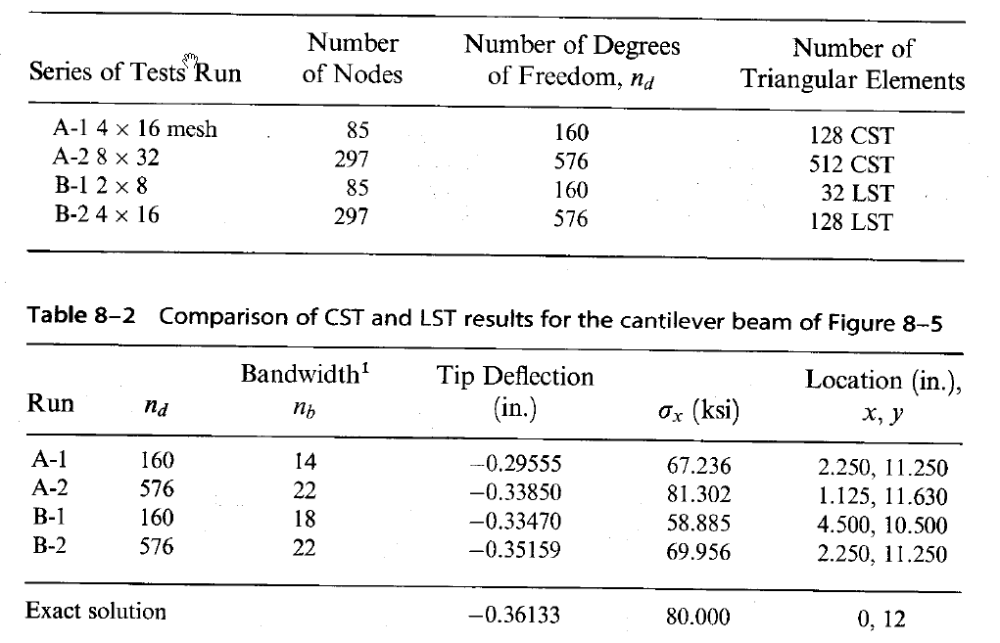 Series of Tests Run Number of Nodes Number of Degrees of Freedom, n_d Number of Triangular Elements
A-1 4 × 16 mesh 85 160 128 CST
A-2 8 × 32 297 576 512 CST
B-1 2 × 8 85 160 32 LST
B-2 4 × 16 297 576 128 LST
Table 8–2 Comparison of CST and LST results for the cantilever beam of Figure 8–5
Run n_d Bandwidth¹ n_b Tip Deflection (in.) σₓ (ksi) Location (in.), x, y
A-1 160 14 −0.29555 67.236 2.250, 11.250
A-2 576 22 −0.33850 81.302 1.125, 11.630
B-1 160 18 −0.33470 58.885 4.500, 10.500
B-2 576 22 −0.35159 69.956 2.250, 11.250
Exact solution −0.36133 80.000 0, 12